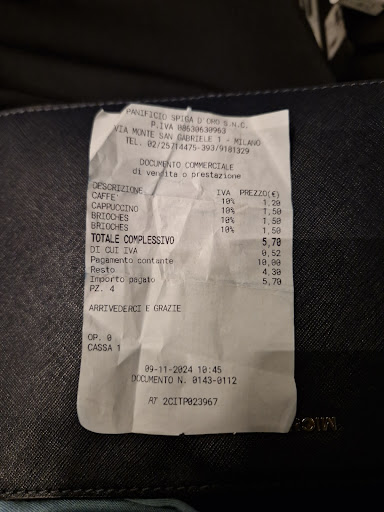 PANIFICIO SPIGA D'ORO S.N.C.
P.IVA 08630630963
VIA MONTE SAN GABRIELE 1 - MILANO
TEL. 02/25714475-393/9181329
DOCUMENTO COMMERCIALE
di vendita o prestazione
DESCRIZIONE IVA PREZZO(€)
CAFFE' 10% 1,20
CAPPUCCINO 10% 1,50
BRIOCHES 10% 1,50
BRIOCHES 10% 1,50
TOTALE COMPLESSIVO 5,70
DI CUI IVA 0,52
Pagamento contante 10,00
Resto 4,30
Importo pagato 5,70
PZ. 4
ARRIVEDERCI E GRAZIE
OP. 0
CASSA 1
09-11-2024 10:45
DOCUMENTO N. 0143-0112
RT 2CITP023967